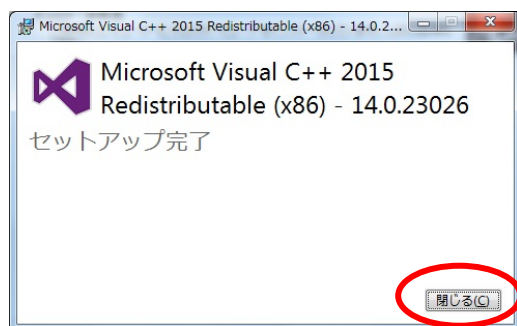 Microsoft Visual C++ 2015 Redistributable (x86) - 14.0.2...
Microsoft Visual C++ 2015
Redistributable (x86) - 14.0.23026
セットアップ完了
閉じる(C)